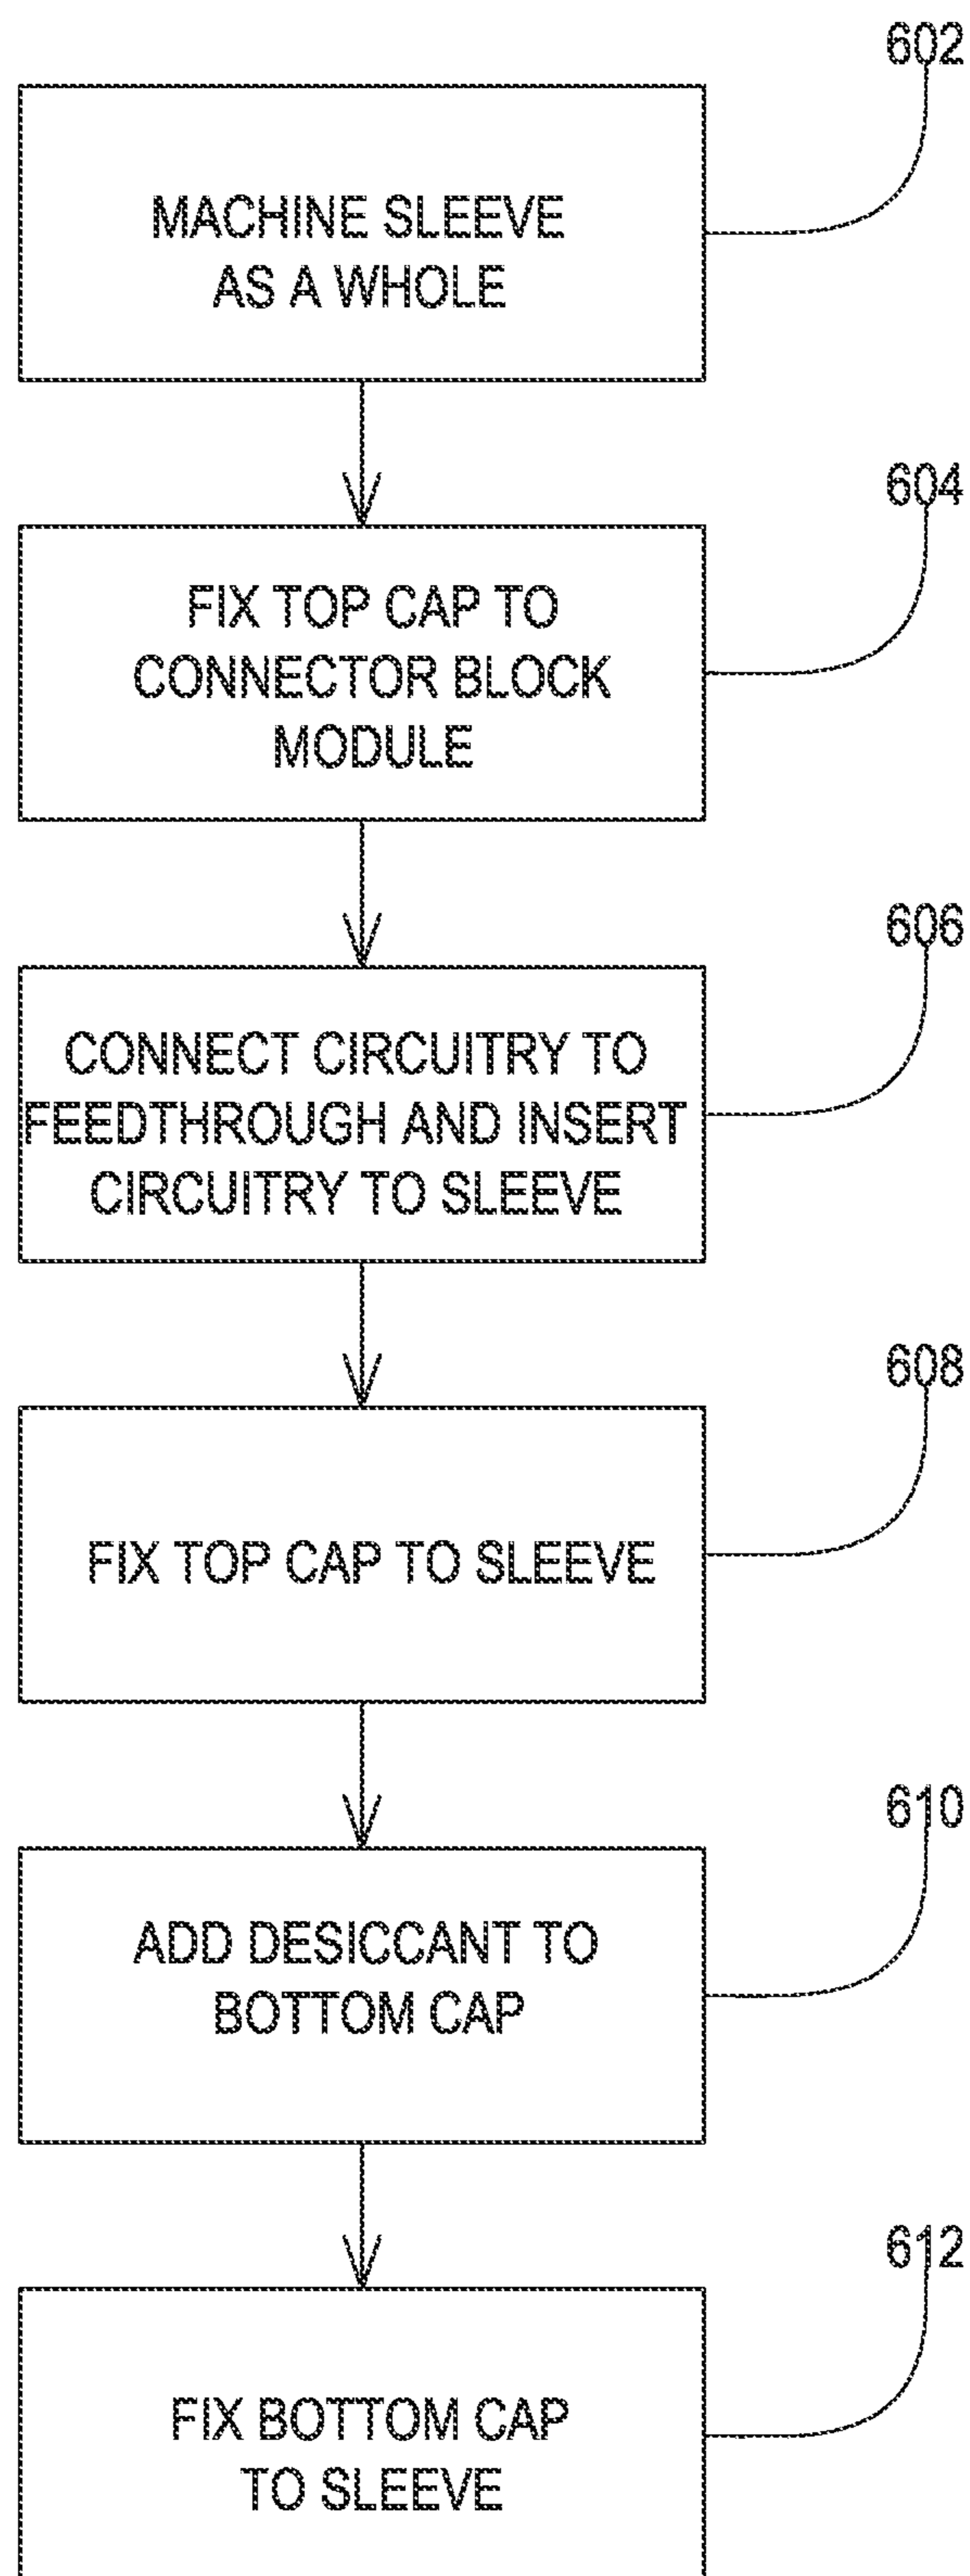 602
MACHINE SLEEVE
AS A WHOLE
604
FIX TOP CAP TO
CONNECTOR BLOCK
MODULE
606
CONNECT CIRCUITRY TO
FEEDTHROUGH AND INSERT
CIRCUITRY TO SLEEVE
608
FIX TOP CAP TO SLEEVE
610
ADD DESICCANT TO
BOTTOM CAP
612
FIX BOTTOM CAP
TO SLEEVE